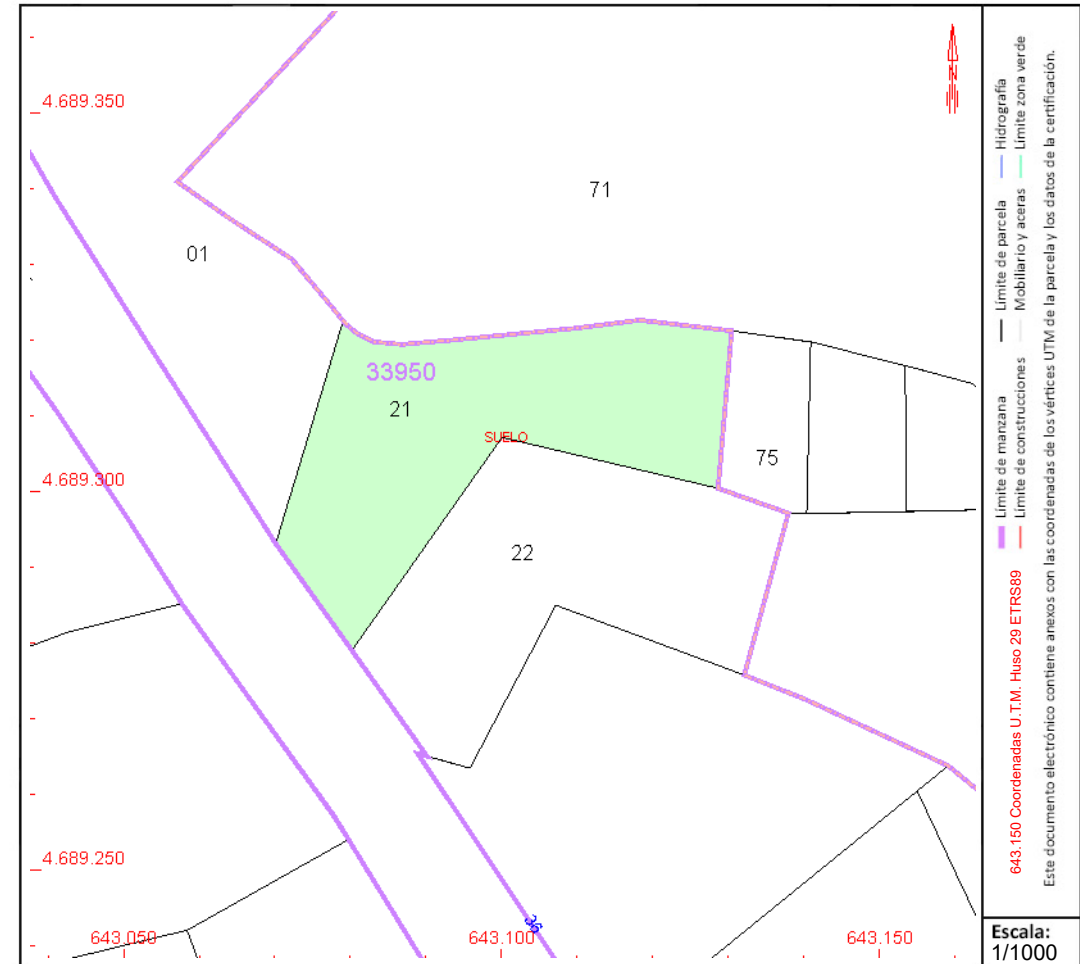 4.689.350
71
01
33950
21
SUELO
75
4.689.300
22
4.689.250
643.050
643.100
643.150
N
643.150 Coordenadas U.T.M. Huso 29 ETRS89
Límite de manzana
Límite de parcela
Hidrografía
Límite de construcciones
Mobiliario y aceras
Límite zona verde
Este documento electrónico contiene anexos con las coordenadas de los vértices UTM de la parcela y los datos de la certificación.
Escala:
1/1000